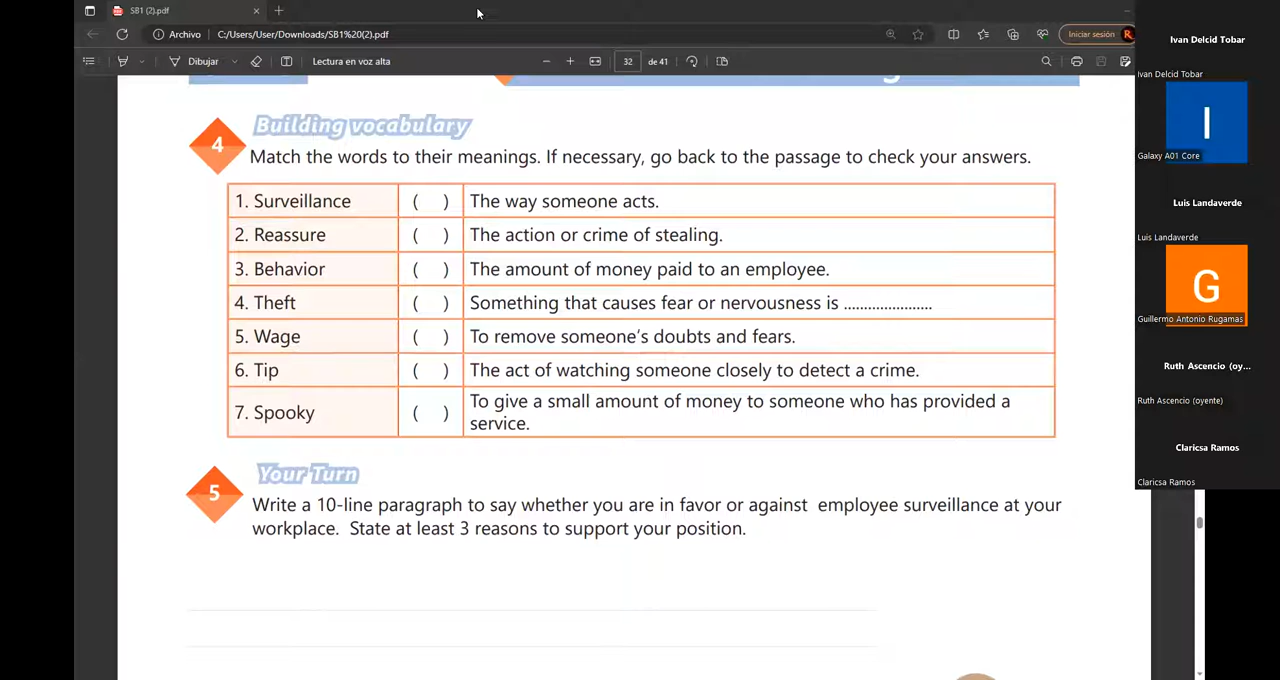 SB1 (2).pdf
Archivo
C:/Users/User/Downloads/SB1%20(2).pdf
Iniciar sesión
R
Dibujar
Lectura en voz alta
32
de 41
4
Building vocabulary
Match the words to their meanings. If necessary, go back to the passage to check your answers.
1. Surveillance ( ) The way someone acts.
2. Reassure ( ) The action or crime of stealing.
3. Behavior ( ) The amount of money paid to an employee.
4. Theft ( ) Something that causes fear or nervousness is ......................
5. Wage ( ) To remove someone's doubts and fears.
6. Tip ( ) The act of watching someone closely to detect a crime.
7. Spooky ( ) To give a small amount of money to someone who has provided a
service.
5
Your Turn
Write a 10-line paragraph to say whether you are in favor or against employee surveillance at your
workplace. State at least 3 reasons to support your position.
Ivan Delcid Tobar
Ivan Delcid Tobar
I
Galaxy A01 Core
Luis Landaverde
Luis Landaverde
G
Guillermo Antonio Rugamas
Ruth Ascencio (oy...
Ruth Ascencio (oyente)
Claricsa Ramos
Claricsa Ramos